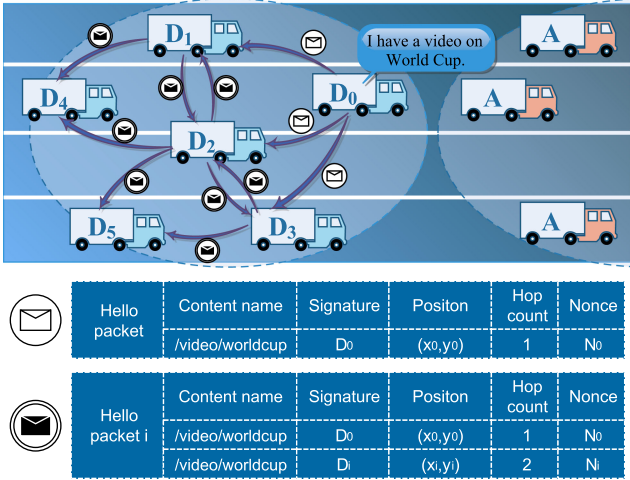 D1
A
I have a video on
World Cup.
D4
D0
A
D2
D5
D3
A
Hello
packet
Content name
Signature
Positon
Hop
count
Nonce
/video/worldcup
D0
(x0,y0)
1
N0
Hello
packet i
Content name
Signature
Positon
Hop
count
Nonce
/video/worldcup
D0
(x0,y0)
1
N0
/video/worldcup
Di
(xi,yi)
2
Ni